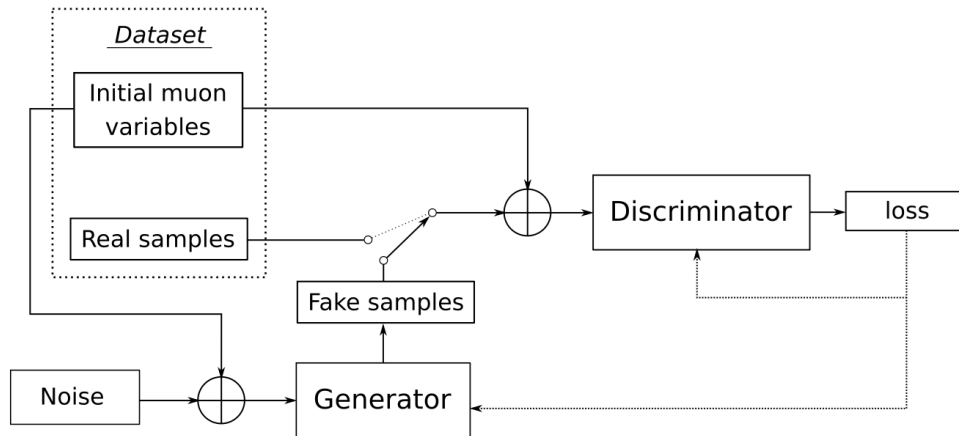 Dataset
Initial muon
variables
Real samples
Discriminator
loss
Fake samples
Noise
Generator